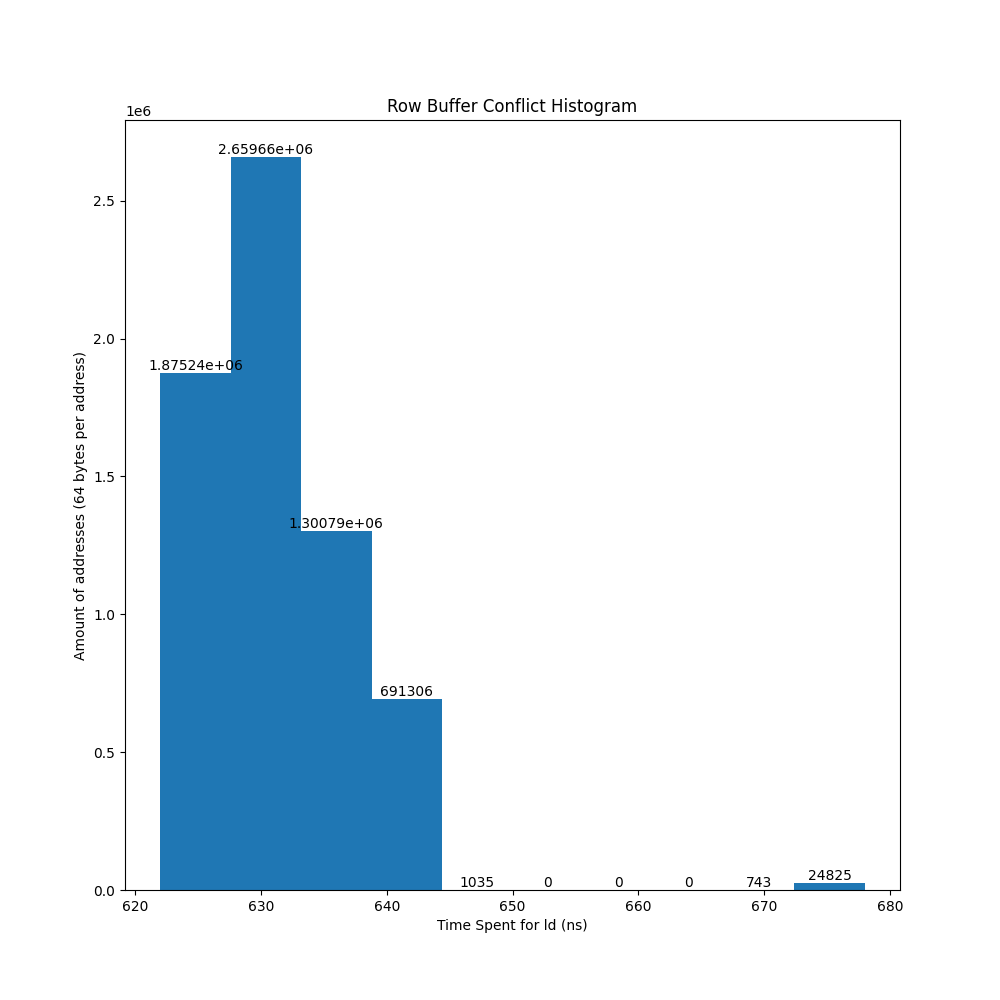 Row Buffer Conflict Histogram
1e6
2.65966e+06
1.87524e+06
1.30079e+06
691306
1035
0
0
0
743
24825
2.5
2.0
1.5
1.0
0.5
0.0
Amount of addresses (64 bytes per address)
620 630 640 650 660 670 680
Time Spent for ld (ns)